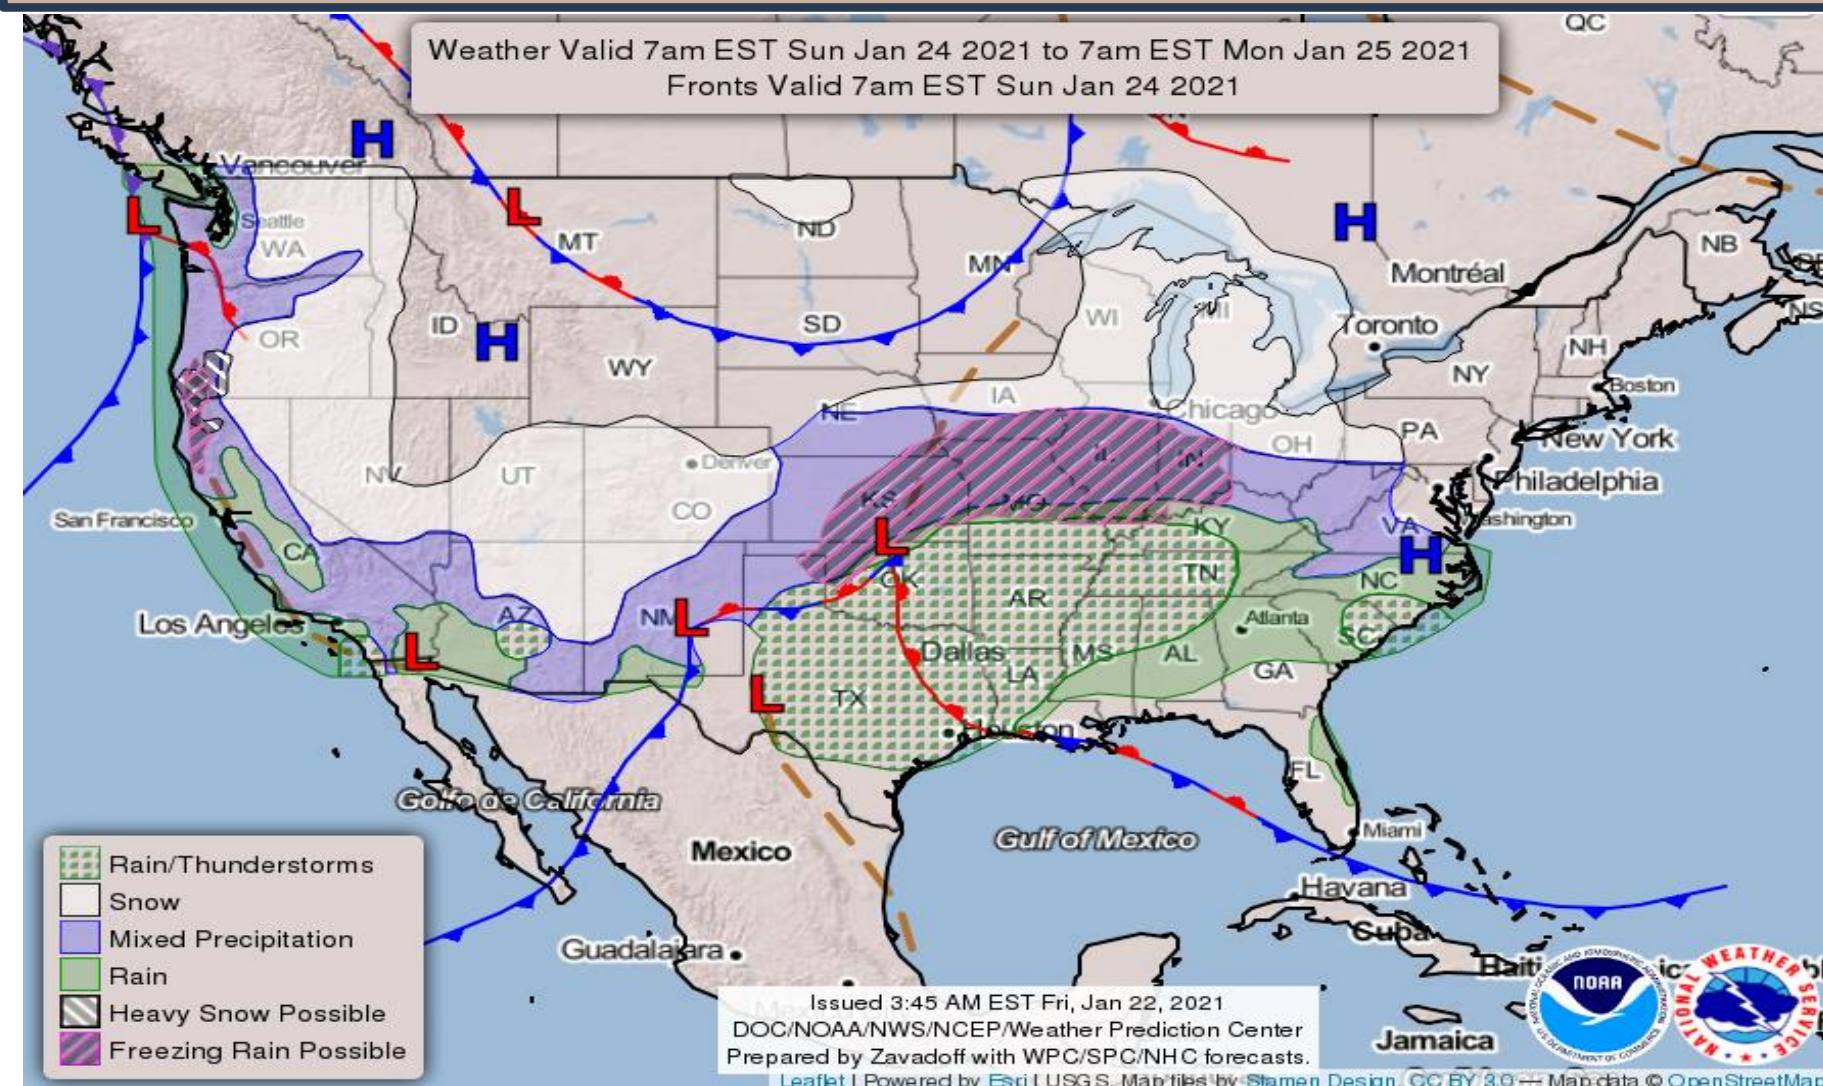 Weather Valid 7am EST Sun Jan 24 2021 to 7am EST Mon Jan 25 2021
Fronts Valid 7am EST Sun Jan 24 2021
QC
H
Vancouver
L
Seattle
WA
L
MT
ND
MN
H
Montréal
NB
NS
OR
ID
H
SD
WY
WI
MI
Toronto
NH
NY
Boston
NE
IA
Chicago
OH
PA
New York
NV
UT
Denver
CO
KS
IL
IN
MO
Philadelphia
San Francisco
CA
L
KY
VA
Washington
H
OK
TN
NC
AR
Los Angeles
AZ
NM
L
L
Dallas
MS
AL
Atlanta
SC
GA
LA
L
TX
Houston
FL
Golfo de California
Mexico
Gulf of Mexico
Miami
Havana
Cuba
Guadalajara
Haiti
Jamaica
Rain/Thunderstorms
Snow
Mixed Precipitation
Rain
Heavy Snow Possible
Freezing Rain Possible
Issued 3:45 AM EST Fri, Jan 22, 2021
DOC/NOAA/NWS/NCEP/Weather Prediction Center
Prepared by Zavadoff with WPC/SPC/NHC forecasts.
NOAA
NATIONAL WEATHER SERVICE
Leaflet | Powered by Esri | USGS, Map tiles by Stamen Design, CC BY 3.0 — Map data © OpenStreetMap